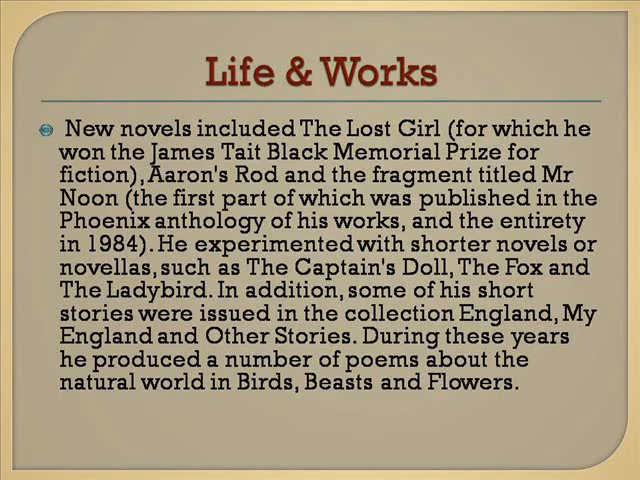 Life & Works
New novels included The Lost Girl (for which he
won the James Tait Black Memorial Prize for
fiction), Aaron's Rod and the fragment titled Mr
Noon (the first part of which was published in the
Phoenix anthology of his works, and the entirety
in 1984). He experimented with shorter novels or
novellas, such as The Captain's Doll, The Fox and
The Ladybird. In addition, some of his short
stories were issued in the collection England, My
England and Other Stories. During these years
he produced a number of poems about the
natural world in Birds, Beasts and Flowers.